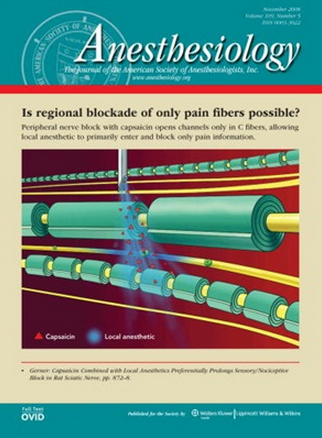 November 2008
Volume 109, Number 5
ISSN 0003-3022
Anesthesiology
The Journal of the American Society of Anesthesiologists, Inc.
www.anesthesiology.org
Is regional blockade of only pain fibers possible?
Peripheral nerve block with capsaicin opens channels only in C fibers, allowing
local anesthetic to primarily enter and block only pain information.
Capsaicin
Local anesthetic
• Gerner: Capsaicin Combined with Local Anesthetics Preferentially Prolongs Sensory/Nociceptive
Block in Rat Sciatic Nerve, pp. 872–8.
Full Text
OVID
Published for the Society by
Wolters Kluwer
Health
Lippincott Williams & Wilkins